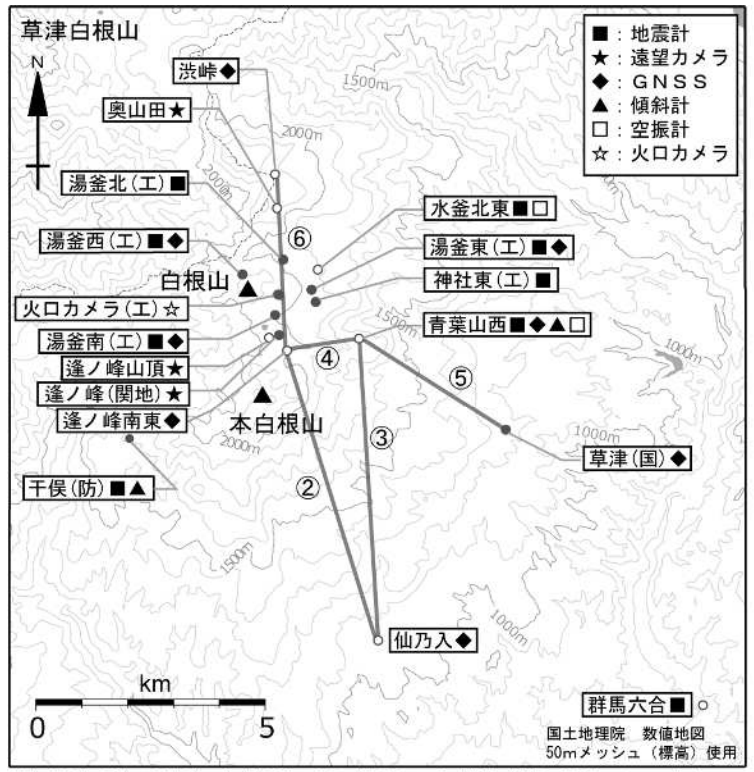 草津白根山
N
■：地震計
★：遠望カメラ
◆：ＧＮＳＳ
▲：傾斜計
□：空振計
☆：火口カメラ
渋峠◆
1500m
奥山田★
2000m
湯釜北(工)■
2000m
水釜北東■□
⑥
湯釜西(工)■◆
湯釜東(工)■◆
白根山
神社東(工)■
火口カメラ(工)☆
1500m
青葉山西■◆▲□
湯釜南(工)■◆
1000m
逢ノ峰山頂★
④
⑤
逢ノ峰(関地)★
逢ノ峰南東◆
本白根山
2000m
③
1000m
草津(国)◆
干俣(防)■▲
②
1500m
1000m
仙乃入◆
km
0 5
群馬六合■
国土地理院 数値地図
50mメッシュ（標高）使用